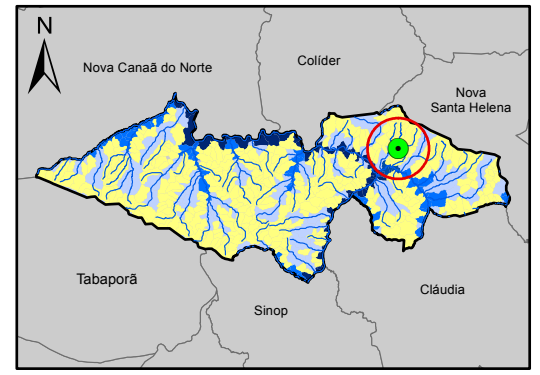 N
Nova Canaã do Norte
Colíder
Nova
Santa Helena
Tabaporã
Sinop
Cláudia